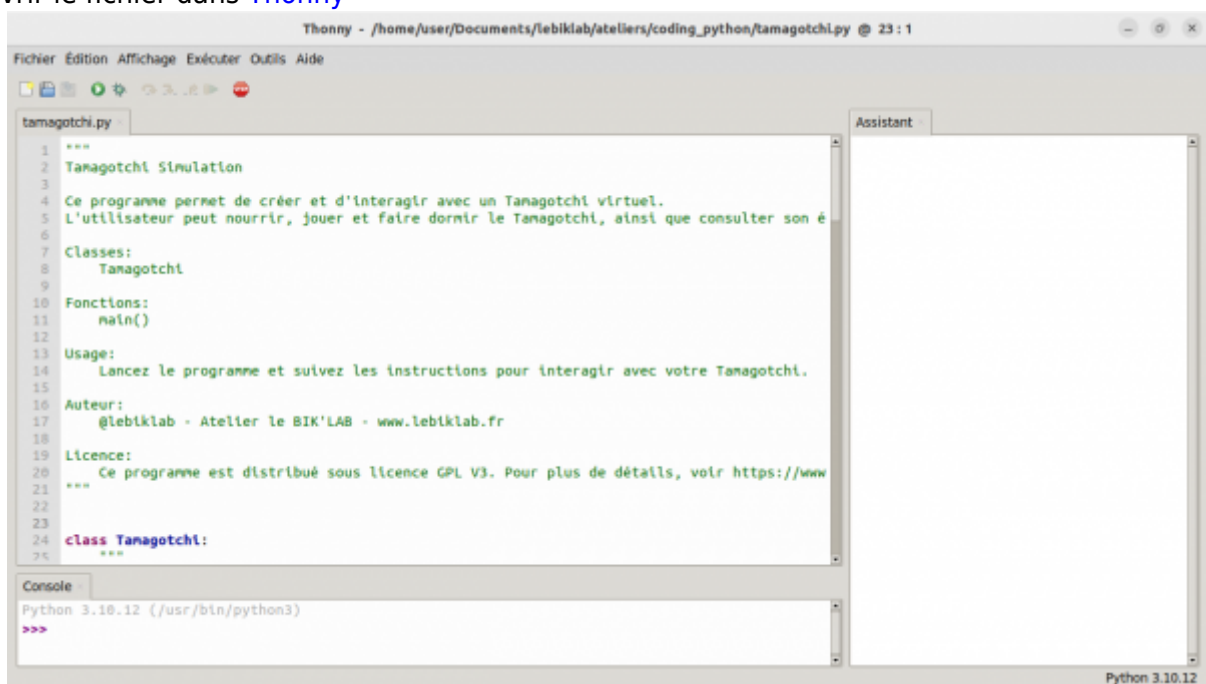 vrir le fichier dans Thonny
Thonny - /home/user/Documents/lebiklab/ateliers/coding_python/tamagotchi.py @ 23 : 1
Fichier Édition Affichage Exécuter Outils Aide
tamagotchi.py
Assistant
1 """
2 Tamagotchi Simulation
3
4 Ce programme permet de créer et d'interagir avec un Tamagotchi virtuel.
5 L'utilisateur peut nourrir, jouer et faire dormir le Tamagotchi, ainsi que consulter son é
6
7 Classes:
8 Tamagotchi
9
10 Fonctions:
11 main()
12
13 Usage:
14 Lancez le programme et suivez les instructions pour interagir avec votre Tamagotchi.
15
16 Auteur:
17 @lebiklab - Atelier le BIK'LAB - www.lebiklab.fr
18
19 Licence:
20 Ce programme est distribué sous licence GPL V3. Pour plus de détails, voir https://www
21 """
22
23
24 class Tamagotchi:
25 """
Console
Python 3.10.12 (/usr/bin/python3)
>>>
Python 3.10.12